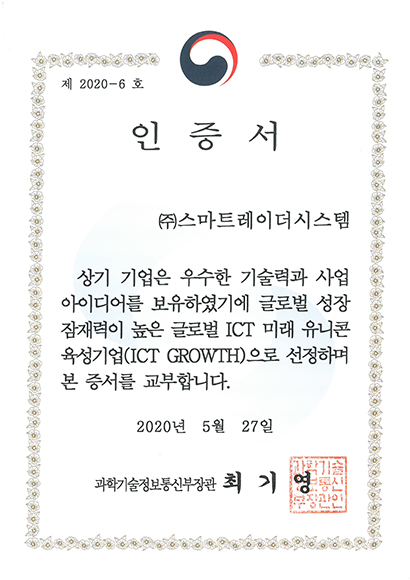 제 2020-6 호
인 증 서
㈜스마트레이더시스템
상기 기업은 우수한 기술력과 사업
아이디어를 보유하였기에 글로벌 성장
잠재력이 높은 글로벌 ICT 미래 유니콘
육성기업(ICT GROWTH)으로 선정하며
본 증서를 교부합니다.
2020년 5월 27일
과학기술정보통신부장관 최 기 영
과학기술
정보통신
부장관인